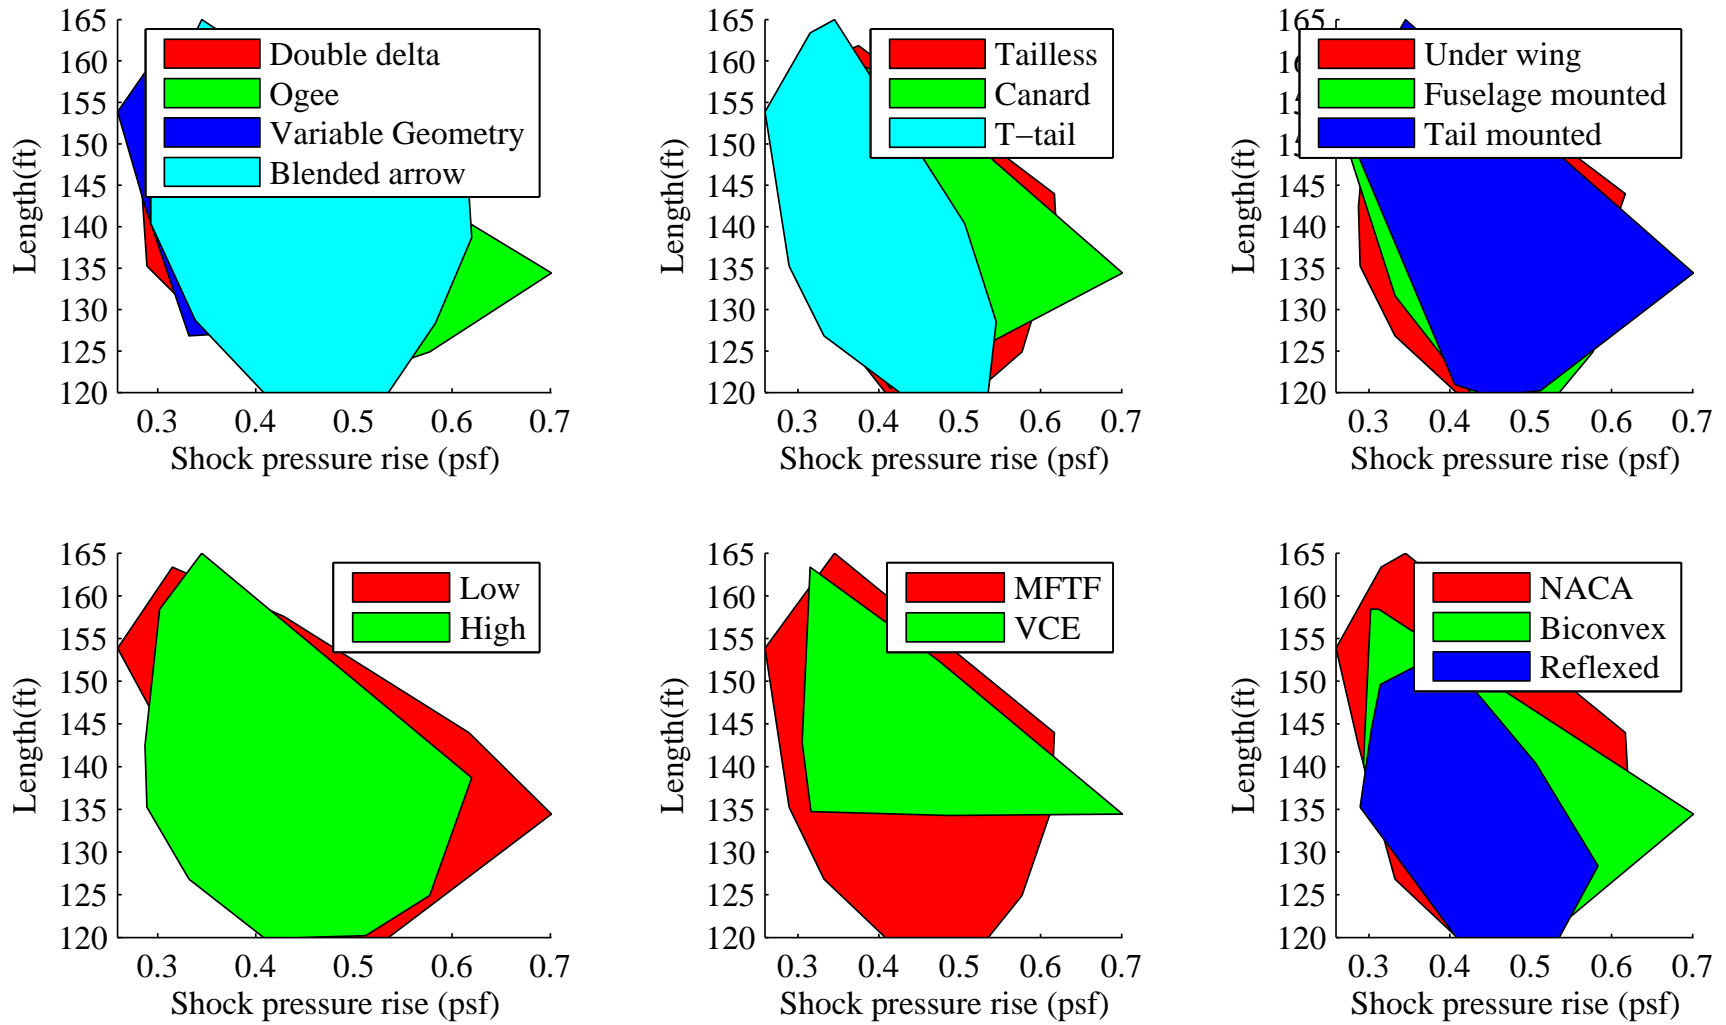 165
160
155
150
145
140
135
130
125
120
Length(ft)
Double delta
Ogee
Variable Geometry
Blended arrow
0.3 0.4 0.5 0.6 0.7
Shock pressure rise (psf)
165
160
155
150
145
140
135
130
125
120
Length(ft)
Tailless
Canard
T−tail
0.3 0.4 0.5 0.6 0.7
Shock pressure rise (psf)
165
145
140
135
130
125
120
Length(ft)
Under wing
Fuselage mounted
Tail mounted
0.3 0.4 0.5 0.6 0.7
Shock pressure rise (psf)
165
160
155
150
145
140
135
130
125
120
Length(ft)
Low
High
0.3 0.4 0.5 0.6 0.7
Shock pressure rise (psf)
165
160
155
150
145
140
135
130
125
120
Length(ft)
MFTF
VCE
0.3 0.4 0.5 0.6 0.7
Shock pressure rise (psf)
165
160
155
150
145
140
135
130
125
120
Length(ft)
NACA
Biconvex
Reflexed
0.3 0.4 0.5 0.6 0.7
Shock pressure rise (psf)